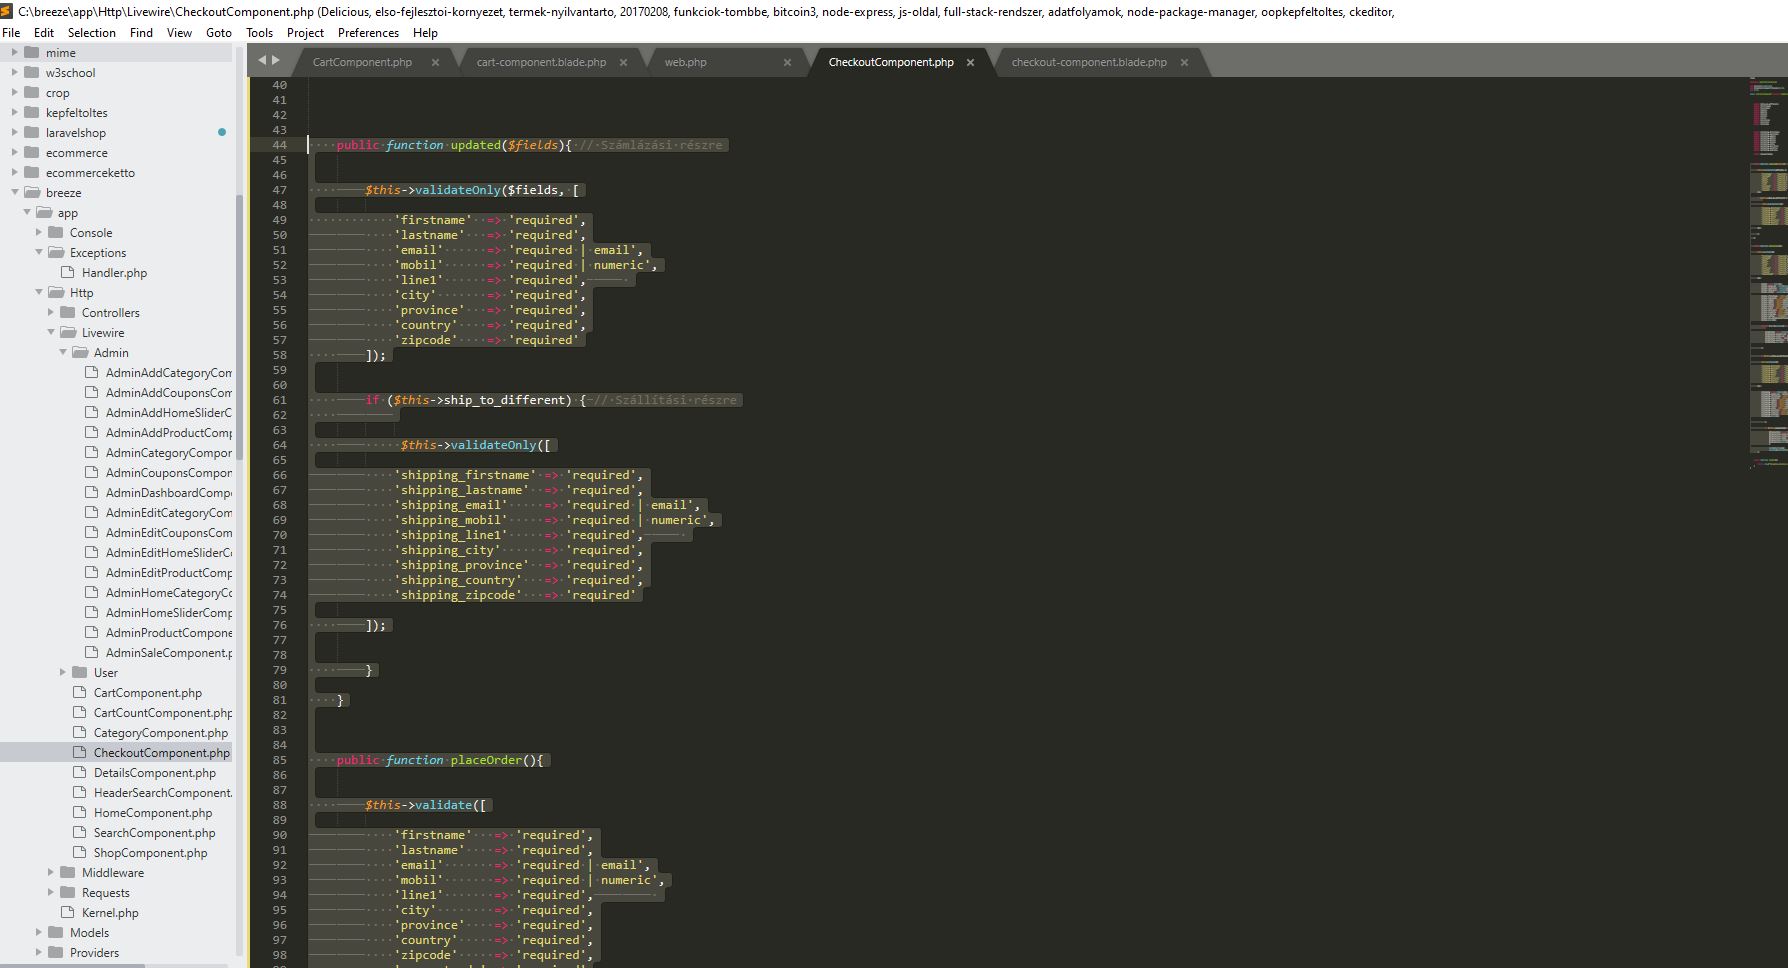 C:\breeze\app\Http\Livewire\CheckoutComponent.php (Delicious, elso-fejlesztoi-kornyezet, termek-nyilvantarto, 20170208, funkciok-tombbe, bitcoin3, node-express, js-oldal, full-stack-rendszer, adatfolyamok, node-package-manager, oopkepfeltoltes, ckeditor,
File Edit Selection Find View Goto Tools Project Preferences Help
mime
w3school
crop
kepfeltoltes
laravelshop
ecommerce
ecommerceketto
breeze
app
Console
Exceptions
Handler.php
Http
Controllers
Livewire
Admin
AdminAddCategoryCom
AdminAddCouponsCom
AdminAddHomeSliderC
AdminAddProductComp
AdminCategoryCompor
AdminCouponsCompon
AdminDashboardComp
AdminEditCategoryCom
AdminEditCouponsCom
AdminEditHomeSliderC
AdminEditProductComp
AdminHomeCategoryCo
AdminHomeSliderComp
AdminProductCompone
AdminSaleComponent.p
User
CartComponent.php
CartCountComponent.php
CategoryComponent.php
CheckoutComponent.php
DetailsComponent.php
HeaderSearchComponent.
HomeComponent.php
SearchComponent.php
ShopComponent.php
Middleware
Requests
Kernel.php
Models
Providers
CartComponent.php × cart-component.blade.php × web.php × CheckoutComponent.php × checkout-component.blade.php ×
40
41
42
43
44 public function updated($fields){ // Számlázási részre
45
46
47 $this->validateOnly($fields, [
48
49 'firstname' => 'required',
50 'lastname' => 'required',
51 'email' => 'required | email',
52 'mobil' => 'required | numeric',
53 'line1' => 'required',
54 'city' => 'required',
55 'province' => 'required',
56 'country' => 'required',
57 'zipcode' => 'required'
58 ]);
59
60
61 if ($this->ship_to_different) { // Szállítási részre
62
63
64 $this->validateOnly([
65
66 'shipping_firstname' => 'required',
67 'shipping_lastname' => 'required',
68 'shipping_email' => 'required | email',
69 'shipping_mobil' => 'required | numeric',
70 'shipping_line1' => 'required',
71 'shipping_city' => 'required',
72 'shipping_province' => 'required',
73 'shipping_country' => 'required',
74 'shipping_zipcode' => 'required'
75
76 ]);
77
78
79 }
80
81 }
82
83
84
85 public function placeOrder(){
86
87
88 $this->validate([
89
90 'firstname' => 'required',
91 'lastname' => 'required',
92 'email' => 'required | email',
93 'mobil' => 'required | numeric',
94 'line1' => 'required',
95 'city' => 'required',
96 'province' => 'required',
97 'country' => 'required',
98 'zipcode' => 'required',